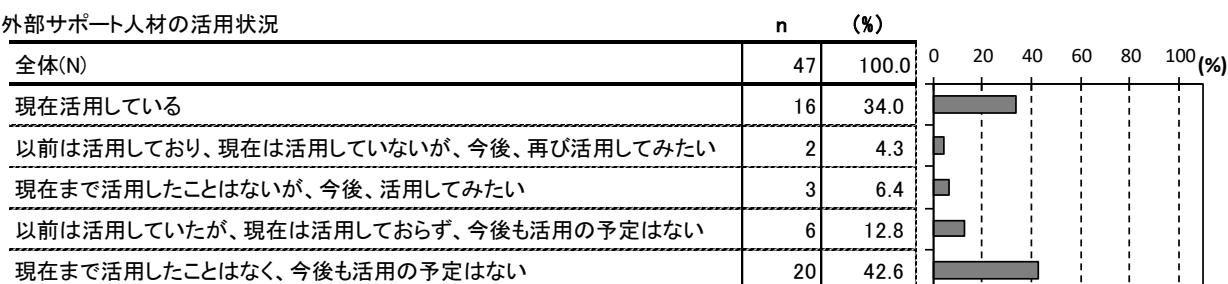 外部サポート人材の活用状況 n (%)
全体(N) 47 100.0 0 20 40 60 80 100 (%)
現在活用している 16 34.0
以前は活用しており、現在は活用していないが、今後、再び活用してみたい 2 4.3
現在まで活用したことはないが、今後、活用してみたい 3 6.4
以前は活用していたが、現在は活用しておらず、今後も活用の予定はない 6 12.8
現在まで活用したことはなく、今後も活用の予定はない 20 42.6